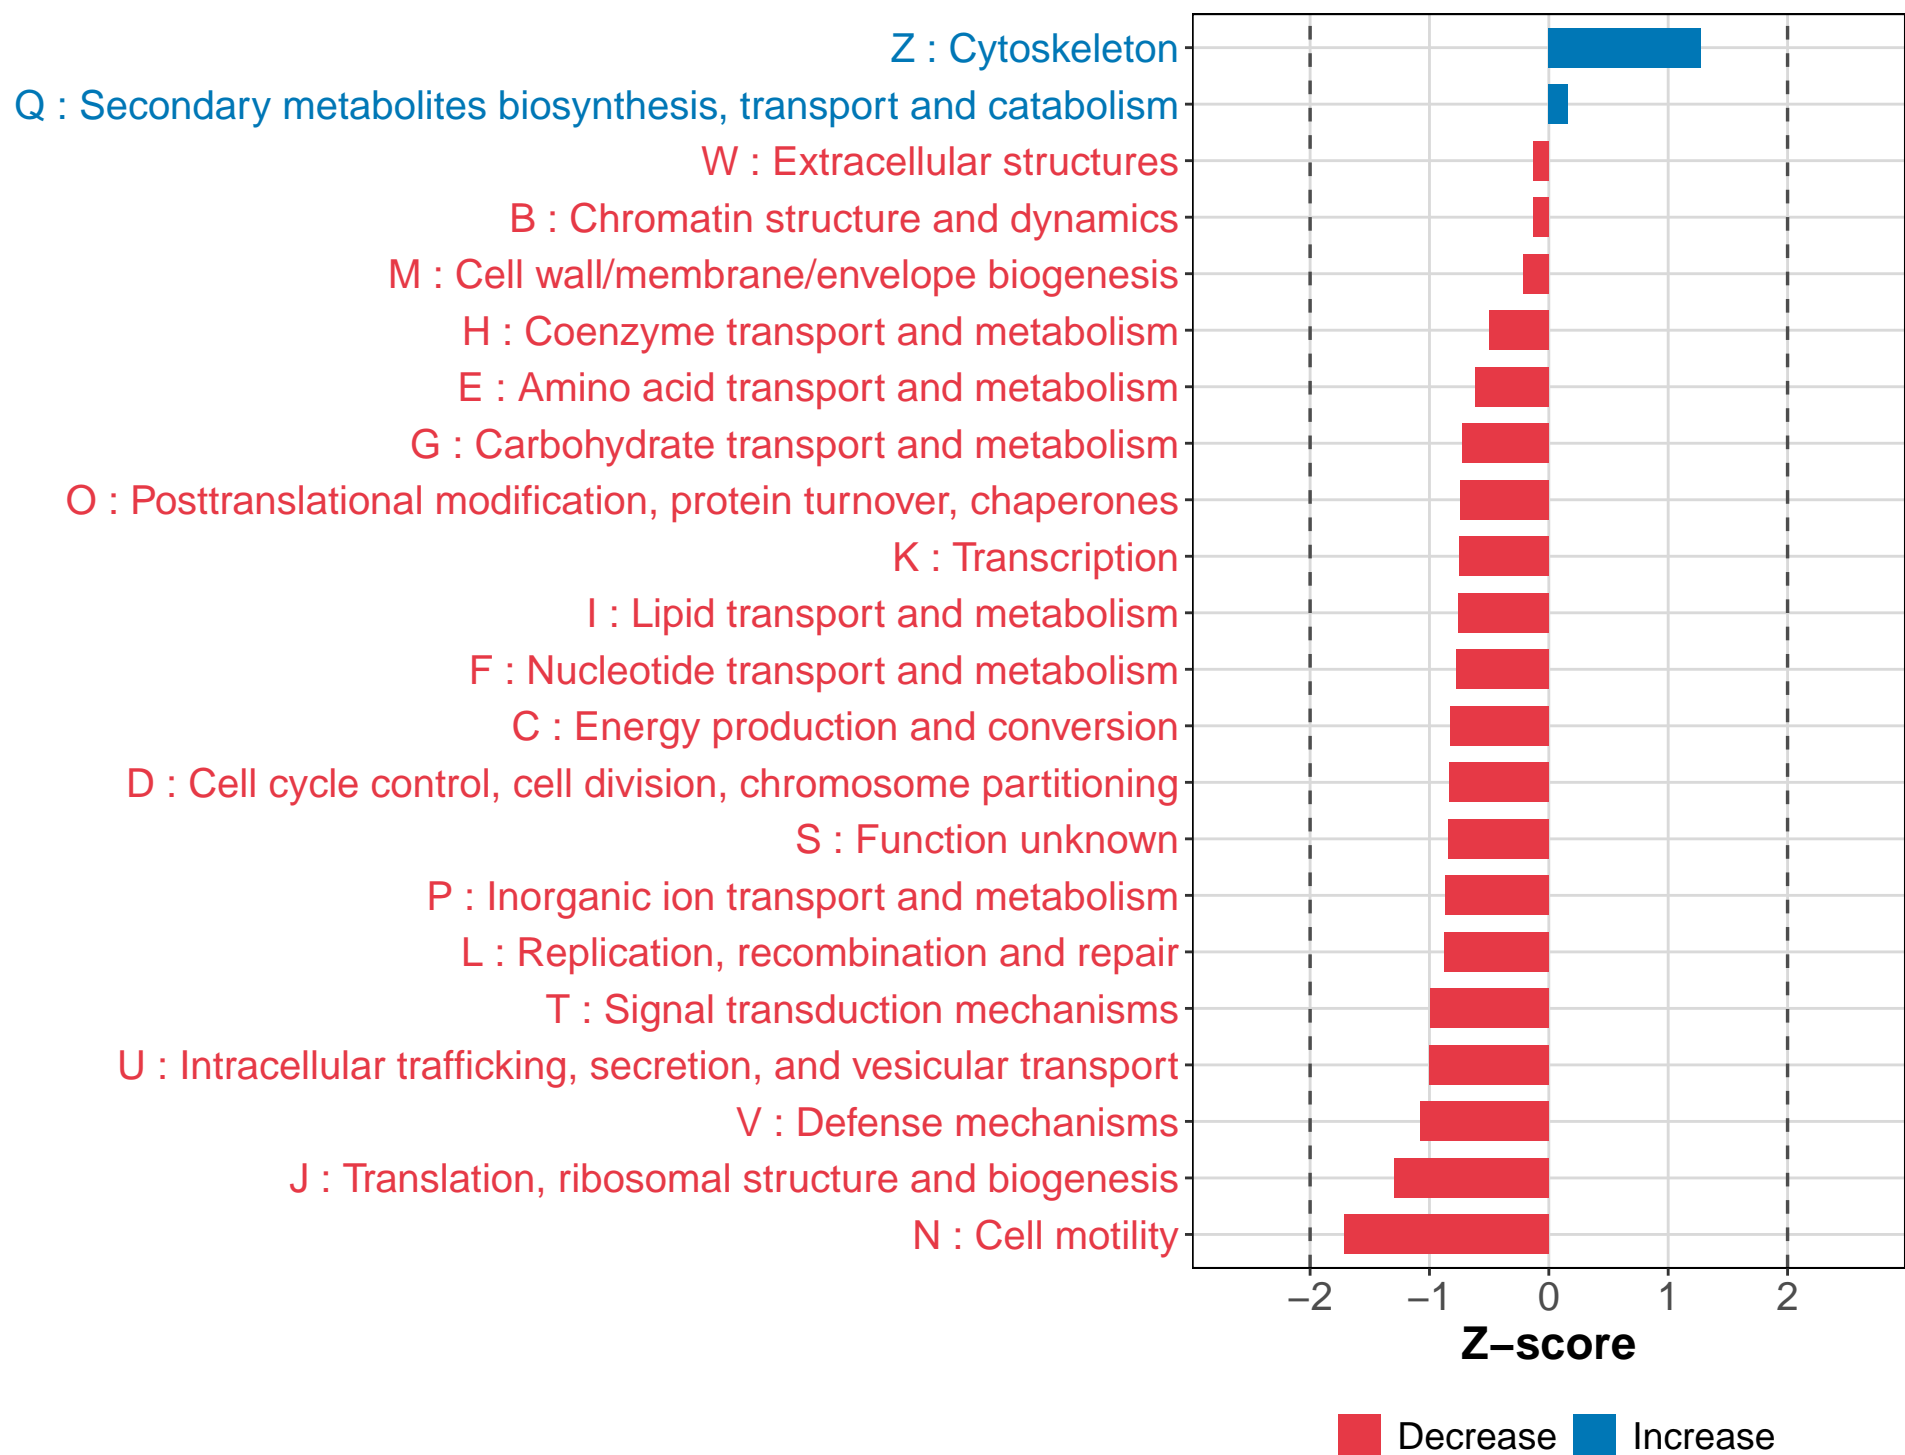 Z : Cytoskeleton
Q : Secondary metabolites biosynthesis, transport and catabolism
W : Extracellular structures
B : Chromatin structure and dynamics
M : Cell wall/membrane/envelope biogenesis
H : Coenzyme transport and metabolism
E : Amino acid transport and metabolism
G : Carbohydrate transport and metabolism
O : Posttranslational modification, protein turnover, chaperones
K : Transcription
I : Lipid transport and metabolism
F : Nucleotide transport and metabolism
C : Energy production and conversion
D : Cell cycle control, cell division, chromosome partitioning
S : Function unknown
P : Inorganic ion transport and metabolism
L : Replication, recombination and repair
T : Signal transduction mechanisms
U : Intracellular trafficking, secretion, and vesicular transport
V : Defense mechanisms
J : Translation, ribosomal structure and biogenesis
N : Cell motility
−2 −1 0 1 2
Z−score
Decrease Increase